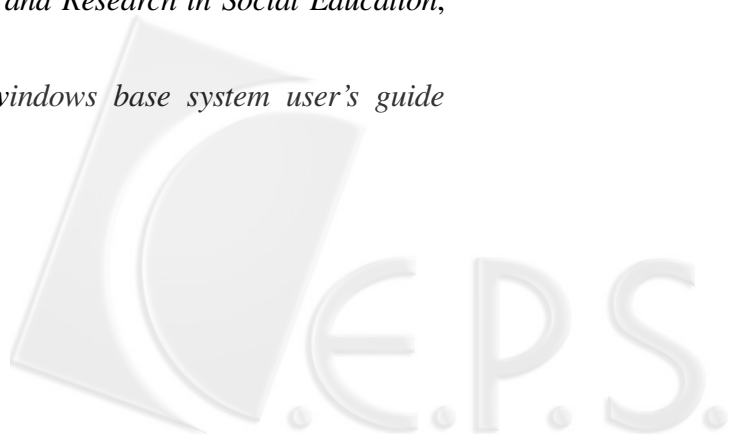 and Research in Social Education,
windows base system user's guide
C.E.P.S.